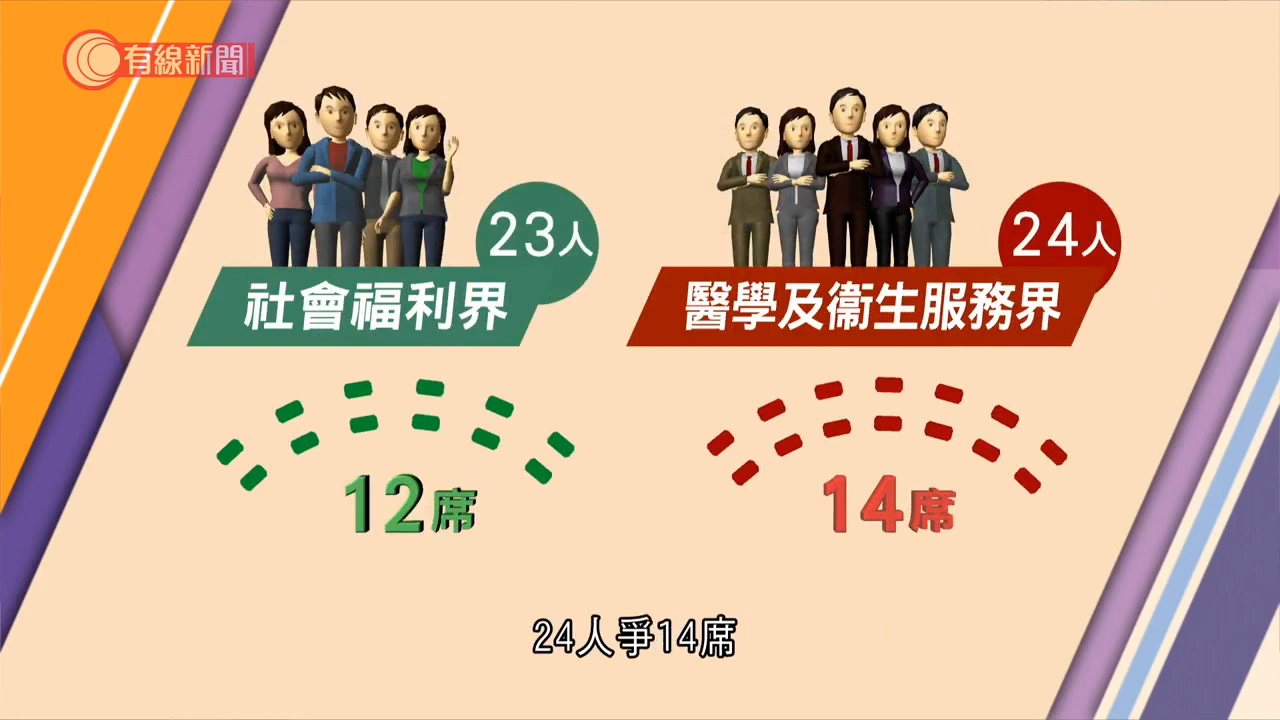 有線新聞
23人
24人
社會福利界
醫學及衞生服務界
12席
14席
24人爭14席